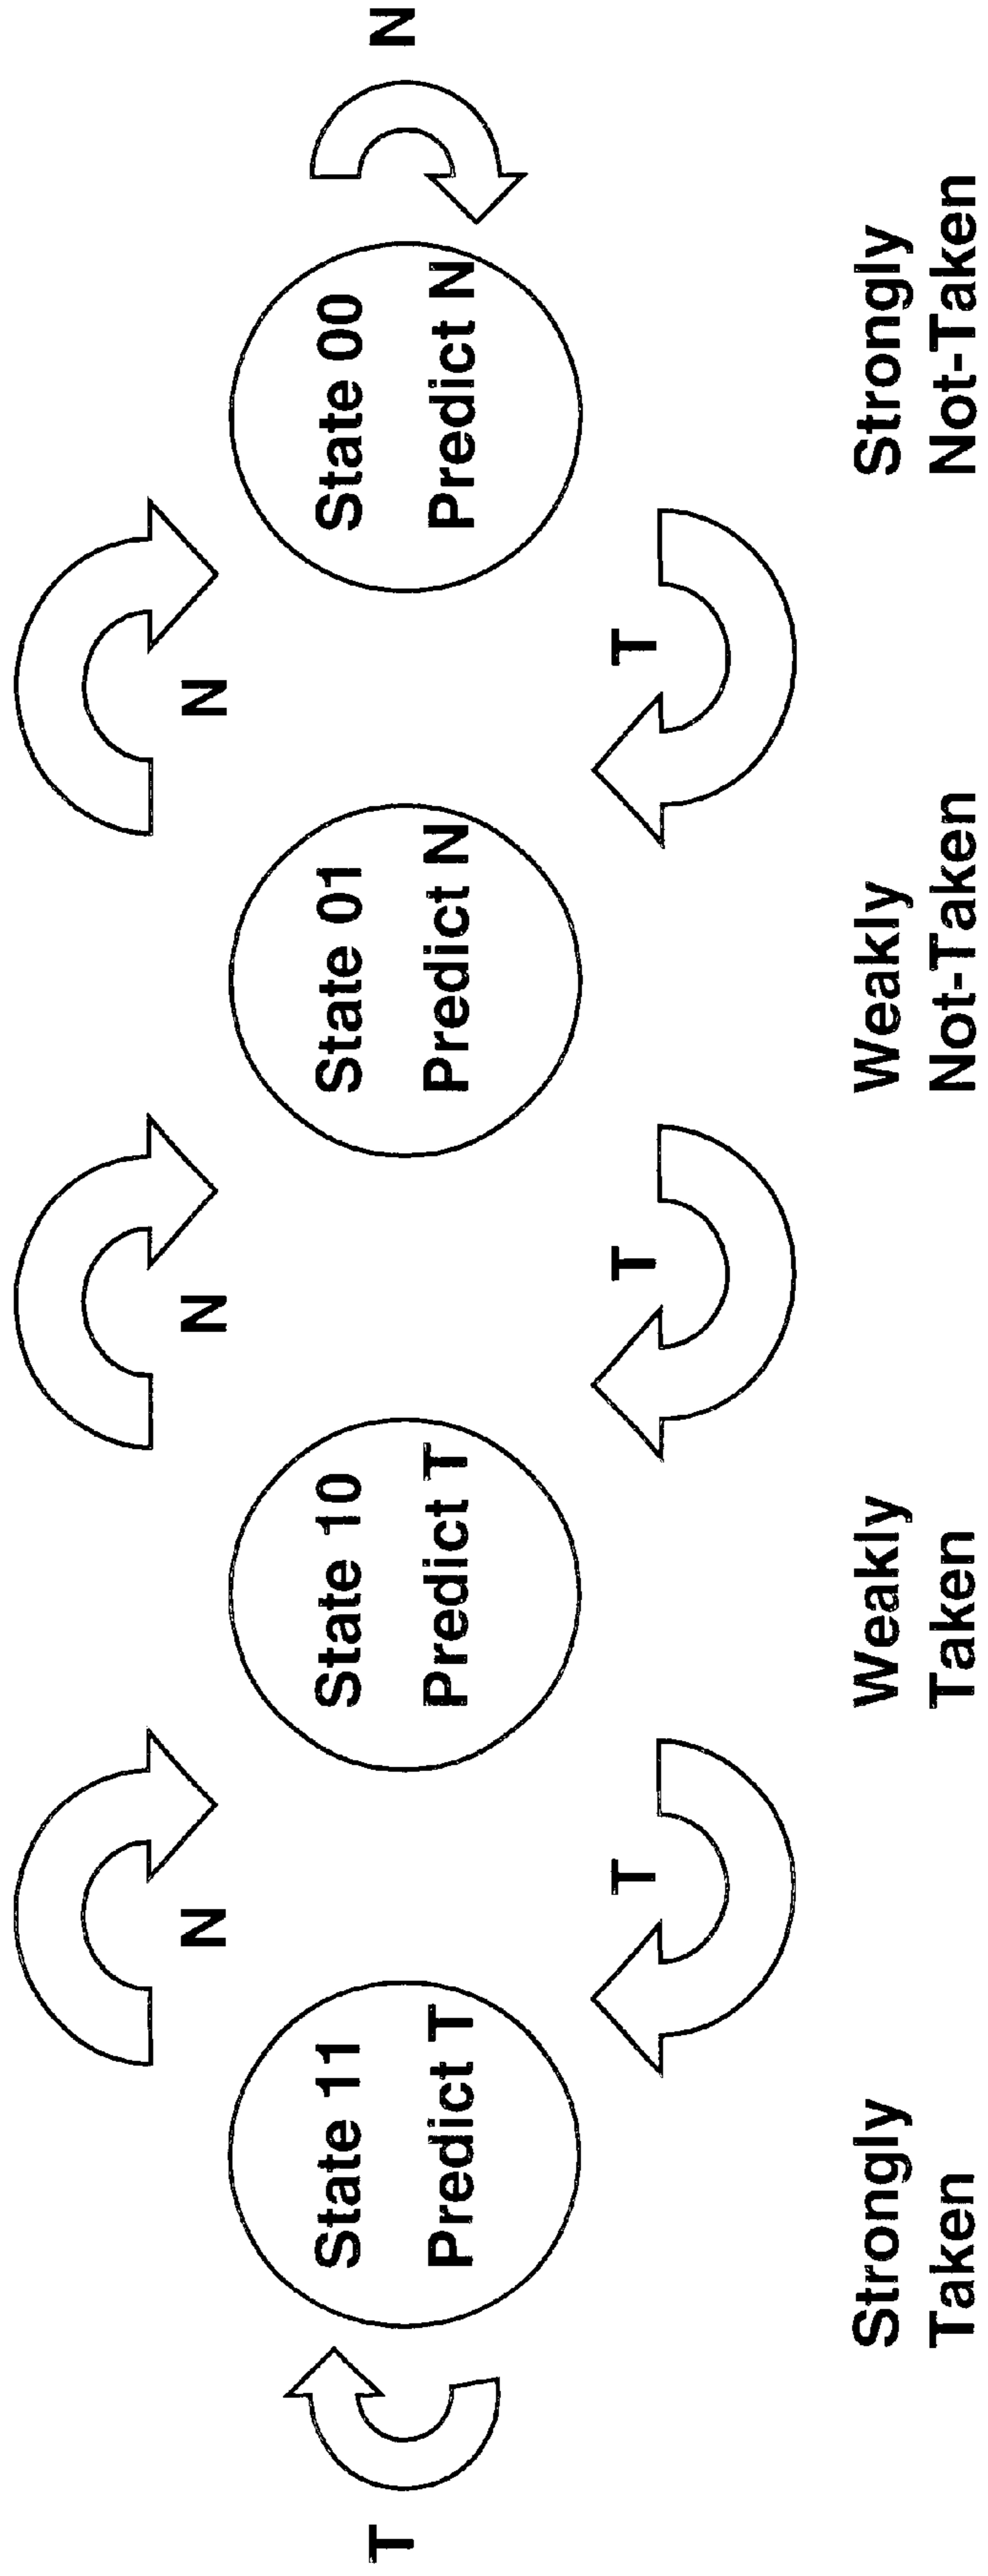 N
N
N
T
State 11
Predict T
State 10
Predict T
State 01
Predict N
State 00
Predict N
N
T
T
T
Strongly
Taken
Weakly
Taken
Weakly
Not-Taken
Strongly
Not-Taken